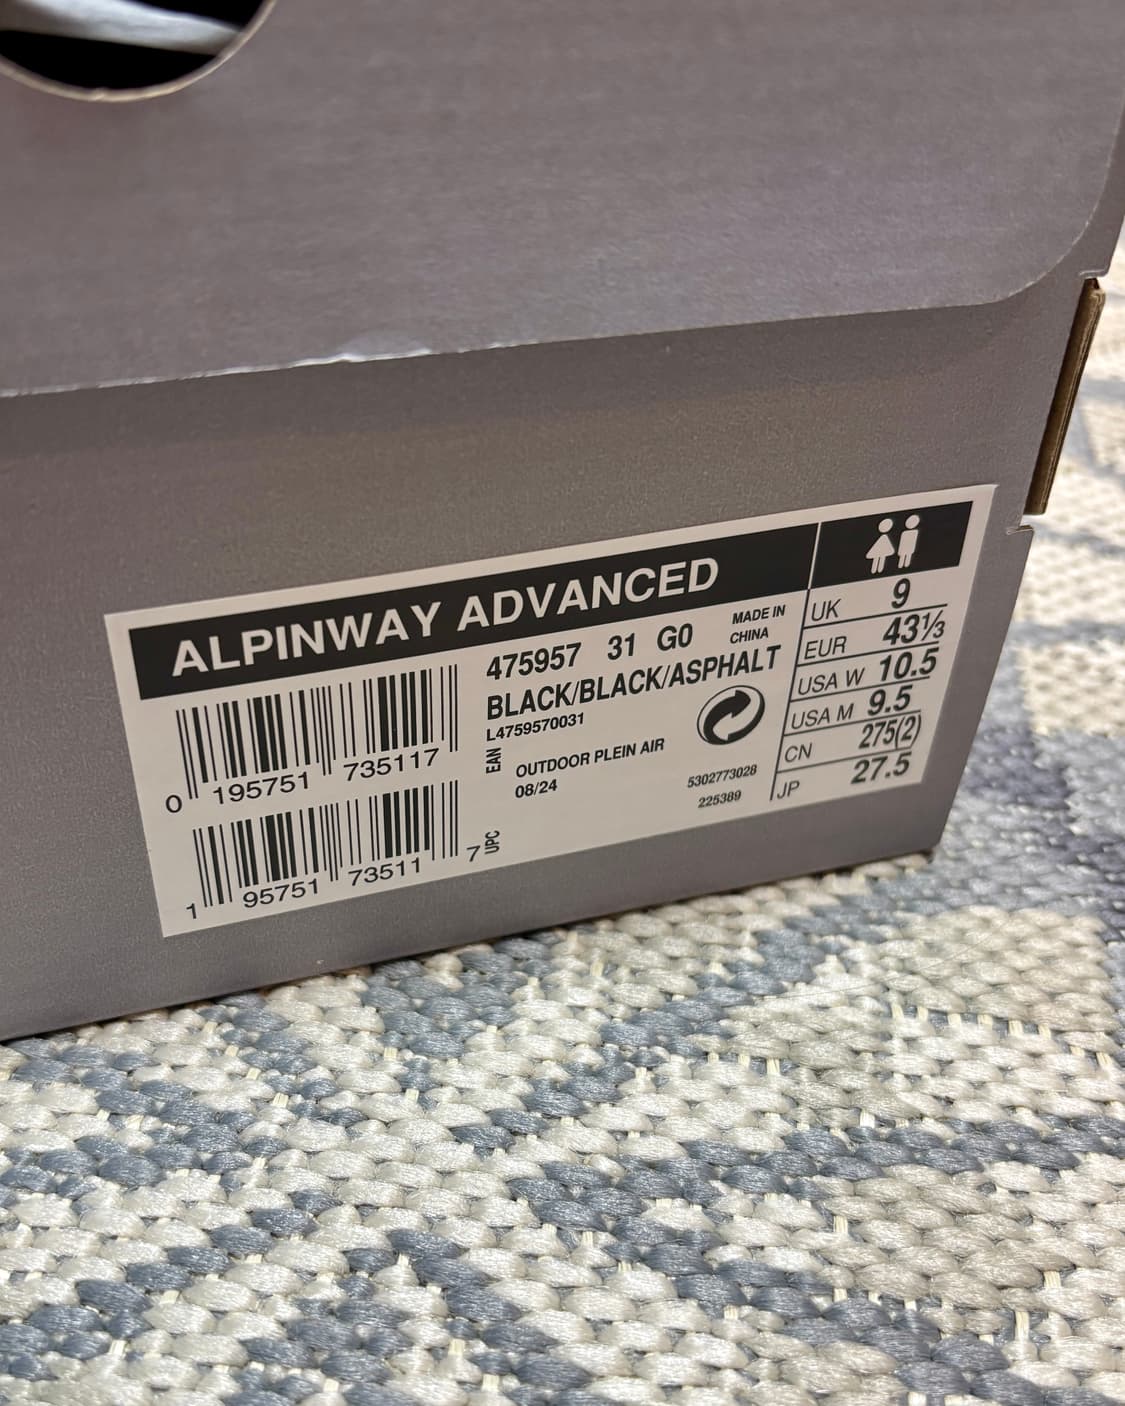 ALPINWAY ADVANCED
475957 31 G0
MADE IN
CHINA
BLACK/BLACK/ASPHALT
L4759570031
EAN
OUTDOOR PLEIN AIR
08/24
5302773028
225389
0 195751 735117
UPC
1 95751 73511 7
UK 9
EUR 43⅓
USA W 10.5
USA M 9.5
CN 275(2)
JP 27.5